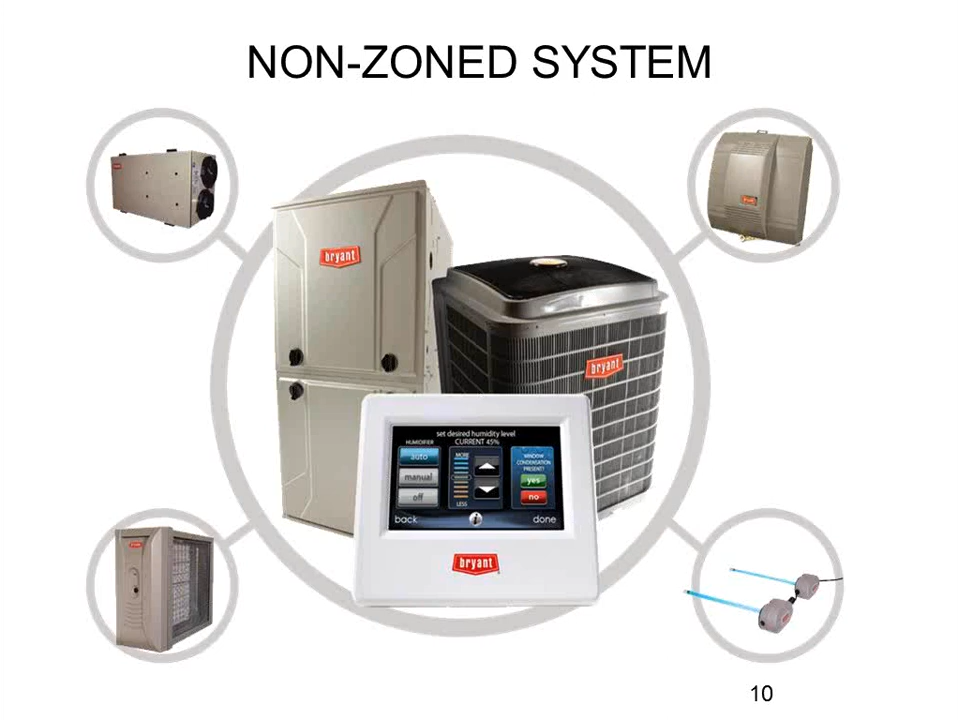 NON-ZONED SYSTEM
bryant
bryant
set desired humidity level
HUMIDIFIER
CURRENT 45%
auto
manual
off
MORE
LESS
WINDOW
CONDENSATION
PRESENT?
yes
no
back
i
done
bryant
10